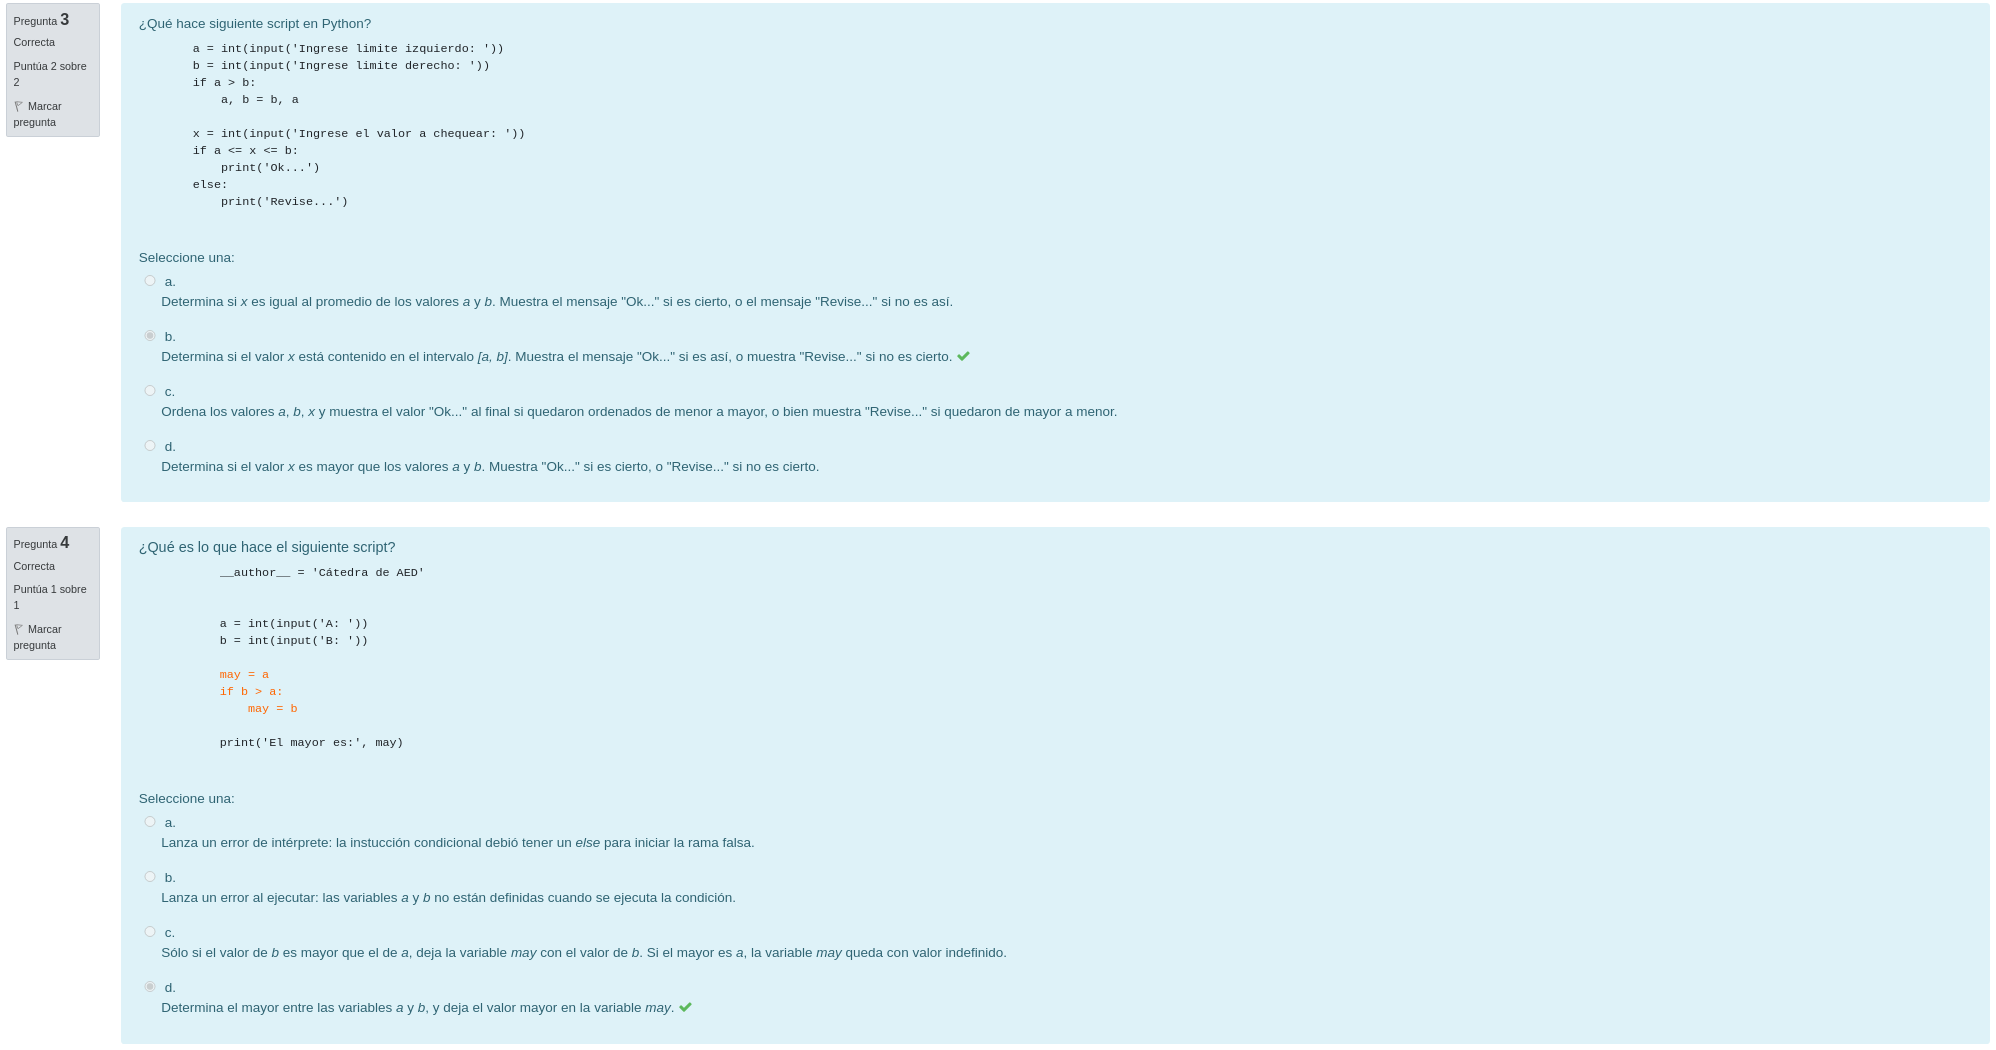 Pregunta 3
Correcta
Puntúa 2 sobre
2
Marcar
pregunta
¿Qué hace siguiente script en Python?
a = int(input('Ingrese limite izquierdo: '))
b = int(input('Ingrese limite derecho: '))
if a > b:
    a, b = b, a
x = int(input('Ingrese el valor a chequear: '))
if a <= x <= b:
    print('Ok...')
else:
    print('Revise...')
Seleccione una:
a.
Determina si x es igual al promedio de los valores a y b. Muestra el mensaje "Ok..." si es cierto, o el mensaje "Revise..." si no es así.
b.
Determina si el valor x está contenido en el intervalo [a, b]. Muestra el mensaje "Ok..." si es así, o muestra "Revise..." si no es cierto.
c.
Ordena los valores a, b, x y muestra el valor "Ok..." al final si quedaron ordenados de menor a mayor, o bien muestra "Revise..." si quedaron de mayor a menor.
d.
Determina si el valor x es mayor que los valores a y b. Muestra "Ok..." si es cierto, o "Revise..." si no es cierto.
Pregunta 4
Correcta
Puntúa 1 sobre
1
Marcar
pregunta
¿Qué es lo que hace el siguiente script?
__author__ = 'Cátedra de AED'
a = int(input('A: '))
b = int(input('B: '))
may = a
if b > a:
    may = b
print('El mayor es:', may)
Seleccione una:
a.
Lanza un error de intérprete: la instucción condicional debió tener un else para iniciar la rama falsa.
b.
Lanza un error al ejecutar: las variables a y b no están definidas cuando se ejecuta la condición.
c.
Sólo si el valor de b es mayor que el de a, deja la variable may con el valor de b. Si el mayor es a, la variable may queda con valor indefinido.
d.
Determina el mayor entre las variables a y b, y deja el valor mayor en la variable may.